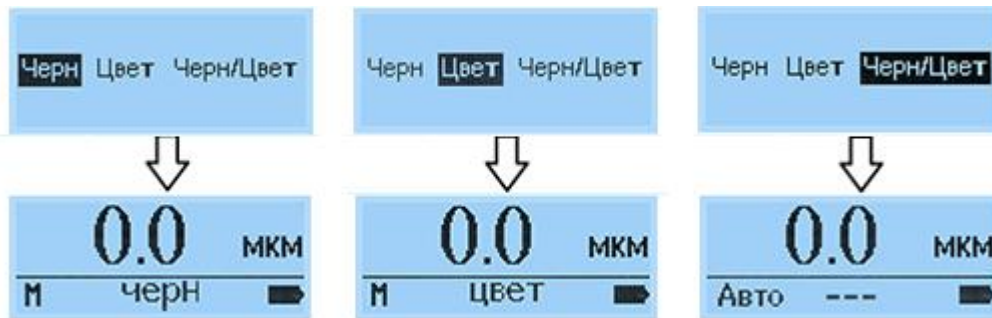 Черн Цвет Черн/Цвет
Черн Цвет Черн/Цвет
Черн Цвет Черн/Цвет
0.0 мкм
М черн
0.0 мкм
М цвет
0.0 мкм
Авто ---